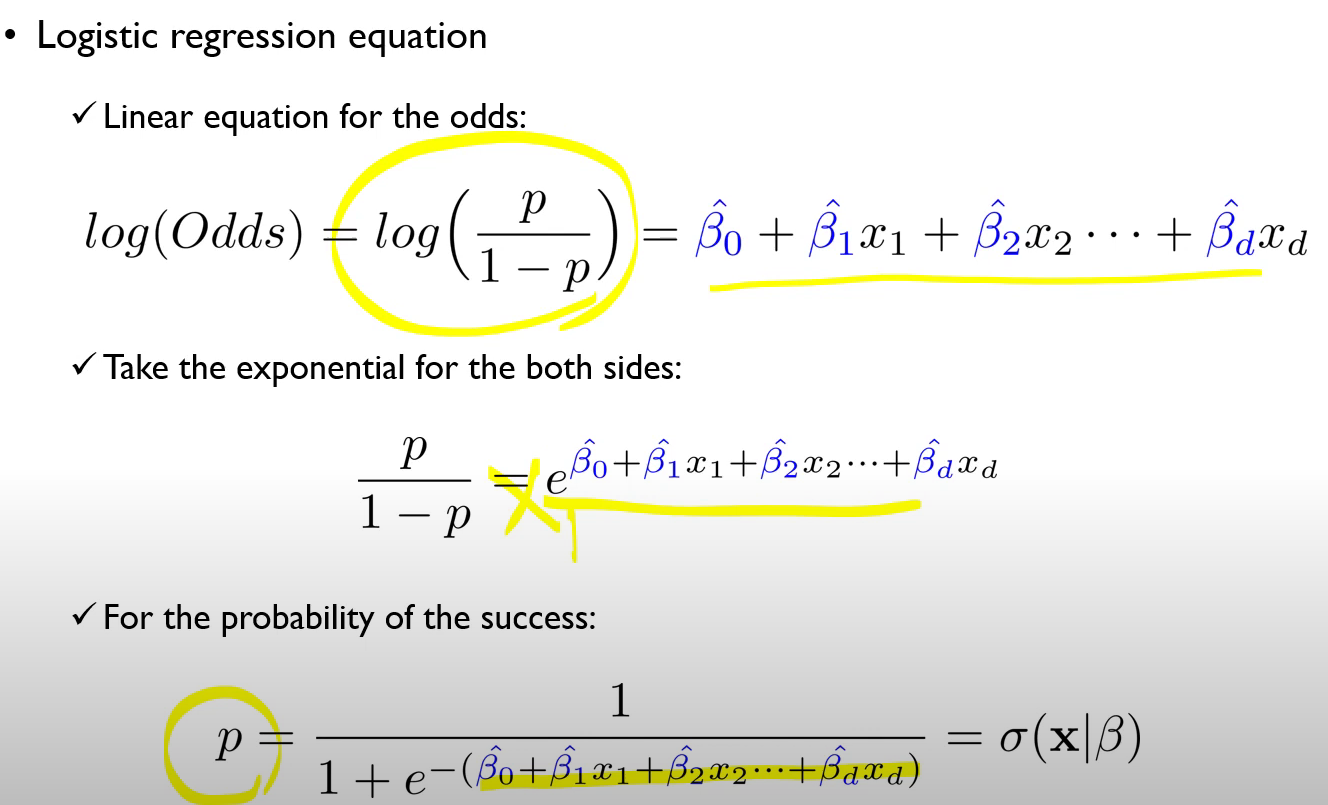 • Logistic regression equation
✓ Linear equation for the odds:
$log(Odds) = log\left(\frac{p}{1-p}\right) = \hat{\beta}_0 + \hat{\beta}_1 x_1 + \hat{\beta}_2 x_2 \cdots + \hat{\beta}_d x_d$
✓ Take the exponential for the both sides:
$\frac{p}{1-p} = e^{\hat{\beta}_0 + \hat{\beta}_1 x_1 + \hat{\beta}_2 x_2 \cdots + \hat{\beta}_d x_d}$
✓ For the probability of the success:
$p = \frac{1}{1 + e^{-(\hat{\beta}_0 + \hat{\beta}_1 x_1 + \hat{\beta}_2 x_2 \cdots + \hat{\beta}_d x_d)}} = \sigma(\mathbf{x}|\beta)$